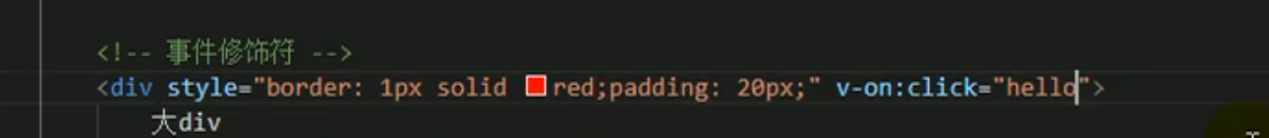 <!-- 事件修饰符 -->
<div style="border: 1px solid red;padding: 20px;" v-on:click="hello">
大div